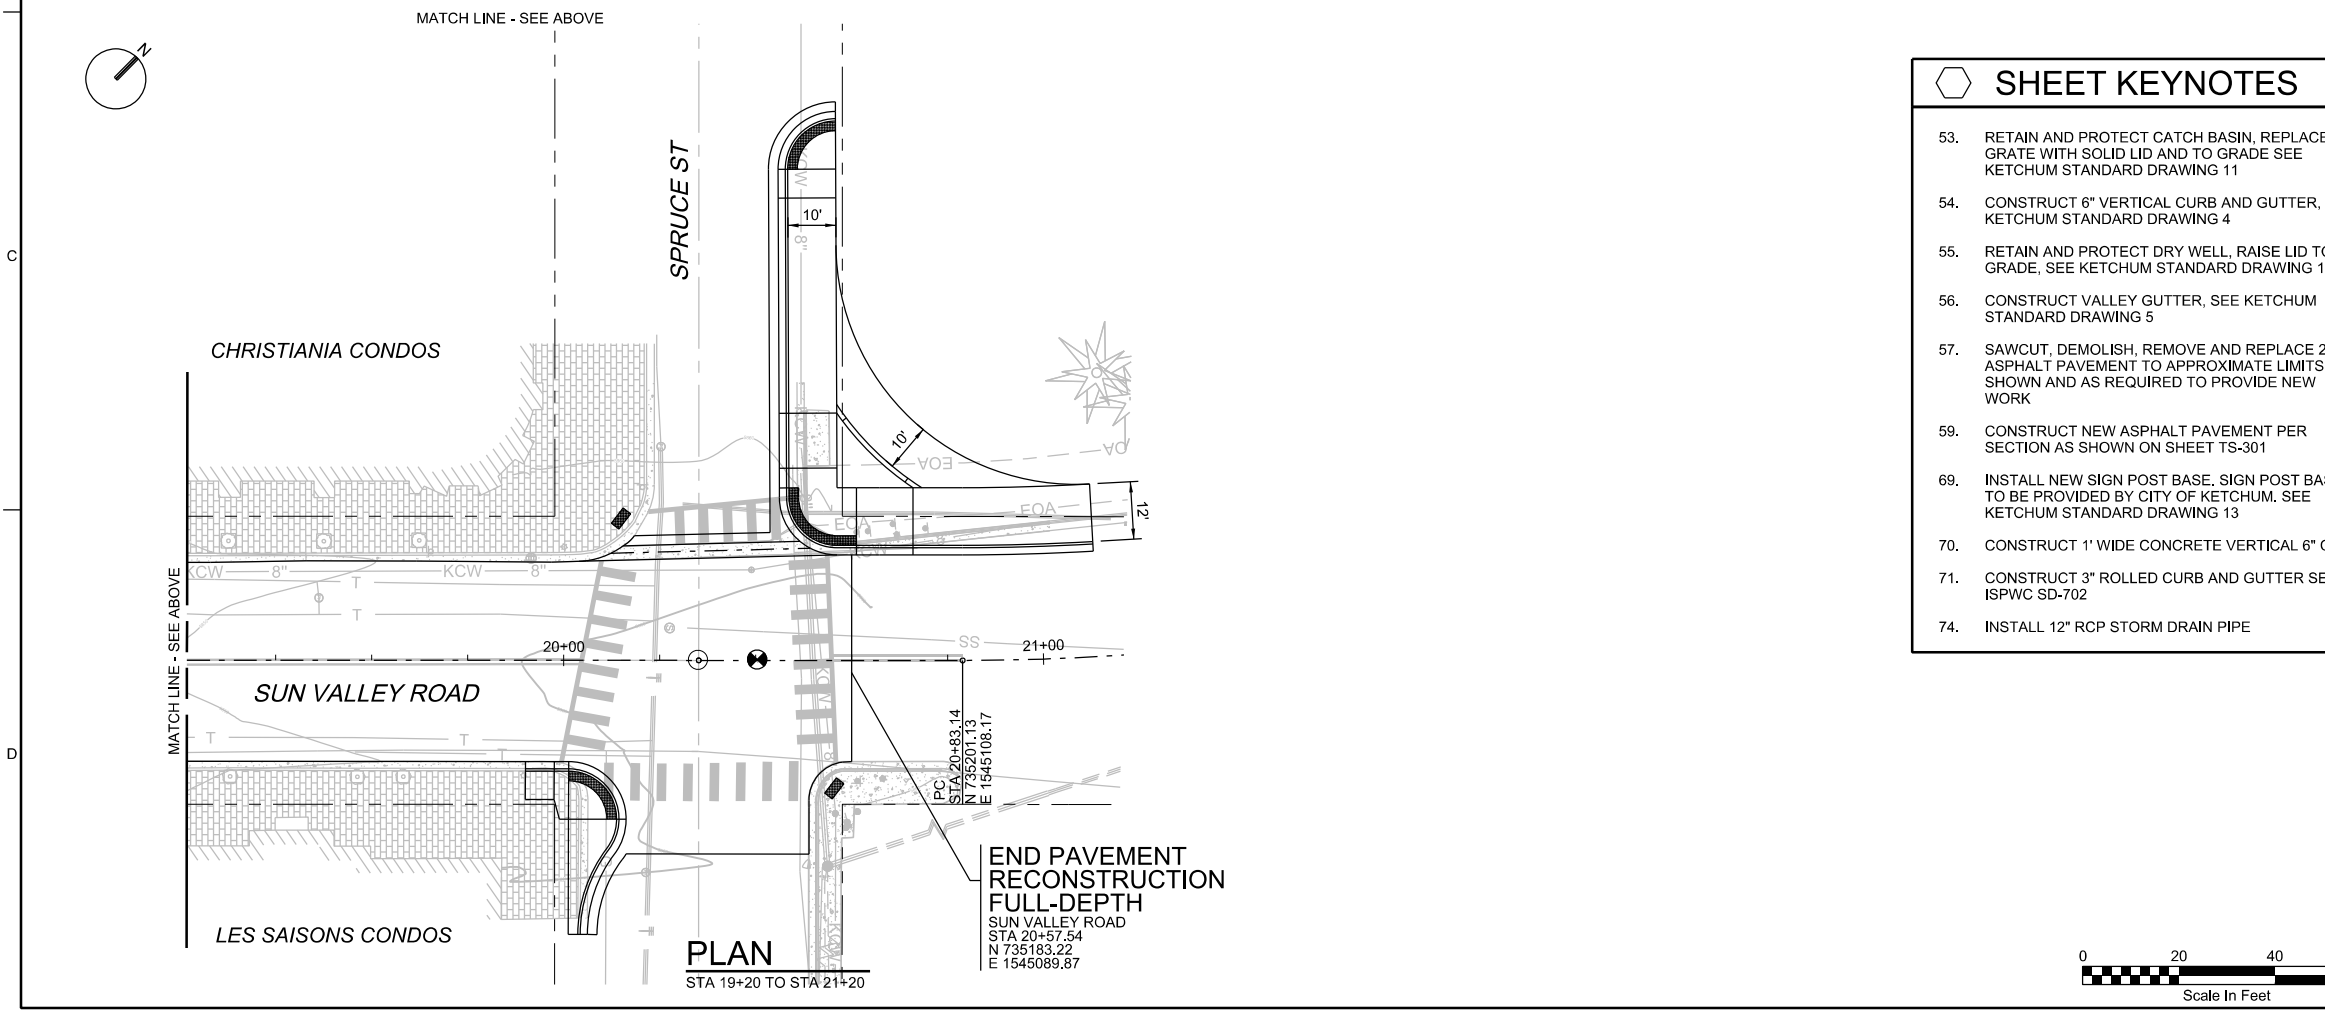 MATCH LINE - SEE ABOVE
N
SPRUCE ST
10'
8"
CHRISTIANIA CONDOS
10'
EOA
EOA
EOA
12'
KCW
8"
KCW
8"
T
T
MATCH LINE - SEE ABOVE
20+00
SS
21+00
SUN VALLEY ROAD
T
T
T
PC
STA 20+83.14
N 735201.13
E 1545108.17
END PAVEMENT
RECONSTRUCTION
FULL-DEPTH
SUN VALLEY ROAD
STA 20+57.54
N 735183.22
E 1545089.87
LES SAISONS CONDOS
PLAN
STA 19+20 TO STA 21+20
C
D
SHEET KEYNOTES
53. RETAIN AND PROTECT CATCH BASIN, REPLACE
GRATE WITH SOLID LID AND TO GRADE SEE
KETCHUM STANDARD DRAWING 11
54. CONSTRUCT 6" VERTICAL CURB AND GUTTER,
KETCHUM STANDARD DRAWING 4
55. RETAIN AND PROTECT DRY WELL, RAISE LID TO
GRADE, SEE KETCHUM STANDARD DRAWING 1
56. CONSTRUCT VALLEY GUTTER, SEE KETCHUM
STANDARD DRAWING 5
57. SAWCUT, DEMOLISH, REMOVE AND REPLACE 2
ASPHALT PAVEMENT TO APPROXIMATE LIMITS
SHOWN AND AS REQUIRED TO PROVIDE NEW
WORK
59. CONSTRUCT NEW ASPHALT PAVEMENT PER
SECTION AS SHOWN ON SHEET TS-301
69. INSTALL NEW SIGN POST BASE. SIGN POST BA
TO BE PROVIDED BY CITY OF KETCHUM. SEE
KETCHUM STANDARD DRAWING 13
70. CONSTRUCT 1' WIDE CONCRETE VERTICAL 6"
71. CONSTRUCT 3" ROLLED CURB AND GUTTER SE
ISPWC SD-702
74. INSTALL 12" RCP STORM DRAIN PIPE
0 20 40
Scale In Feet